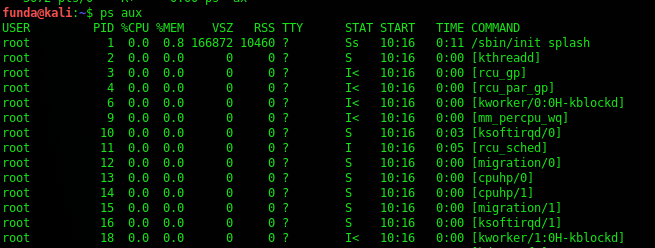 funda@kali:~$ ps aux
USER PID %CPU %MEM VSZ RSS TTY STAT START TIME COMMAND
root 1 0.0 0.8 166872 10460 ? Ss 10:16 0:11 /sbin/init splash
root 2 0.0 0.0 0 0 ? S 10:16 0:00 [kthreadd]
root 3 0.0 0.0 0 0 ? I< 10:16 0:00 [rcu_gp]
root 4 0.0 0.0 0 0 ? I< 10:16 0:00 [rcu_par_gp]
root 6 0.0 0.0 0 0 ? I< 10:16 0:00 [kworker/0:0H-kblockd]
root 9 0.0 0.0 0 0 ? I< 10:16 0:00 [mm_percpu_wq]
root 10 0.0 0.0 0 0 ? S 10:16 0:03 [ksoftirqd/0]
root 11 0.0 0.0 0 0 ? I 10:16 0:05 [rcu_sched]
root 12 0.0 0.0 0 0 ? S 10:16 0:00 [migration/0]
root 13 0.0 0.0 0 0 ? S 10:16 0:00 [cpuhp/0]
root 14 0.0 0.0 0 0 ? S 10:16 0:00 [cpuhp/1]
root 15 0.0 0.0 0 0 ? S 10:16 0:00 [migration/1]
root 16 0.0 0.0 0 0 ? S 10:16 0:00 [ksoftirqd/1]
root 18 0.0 0.0 0 0 ? I< 10:16 0:00 [kworker/1:0H-kblockd]